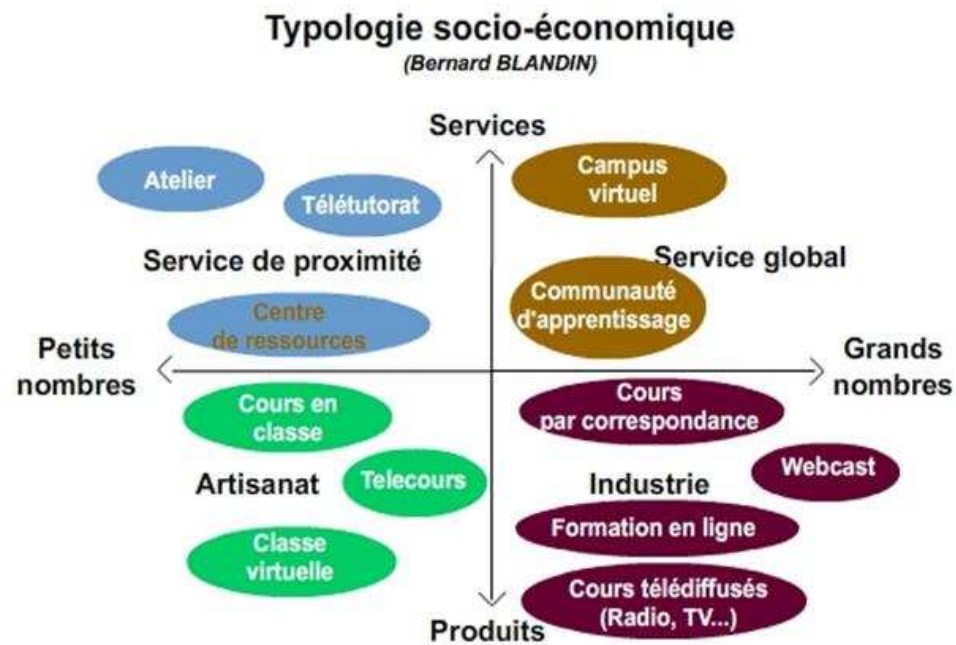 Typologie socio-économique
(Bernard BLANDIN)
Services
Atelier
Télétutorat
Campus
virtuel
Service de proximité
Service global
Centre
de ressources
Communauté
d'apprentissage
Petits
nombres
Grands
nombres
Cours en
classe
Cours
par correspondance
Artisanat
Telecours
Industrie
Webcast
Classe
virtuelle
Formation en ligne
Cours télédiffusés
(Radio, TV...)
Produits